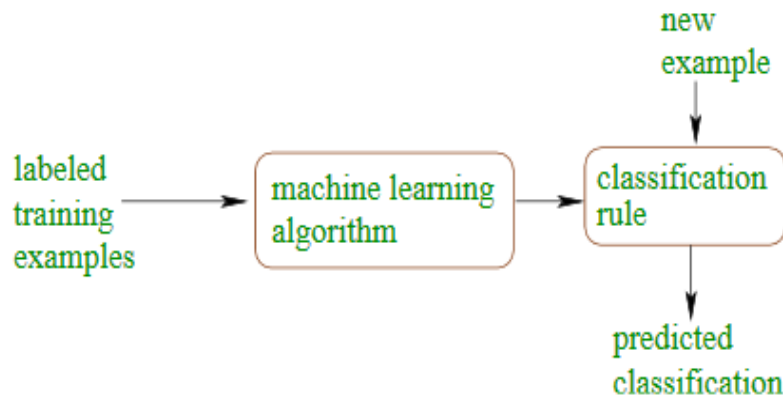 labeled
training
examples
machine learning
algorithm
new
example
classification
rule
predicted
classification